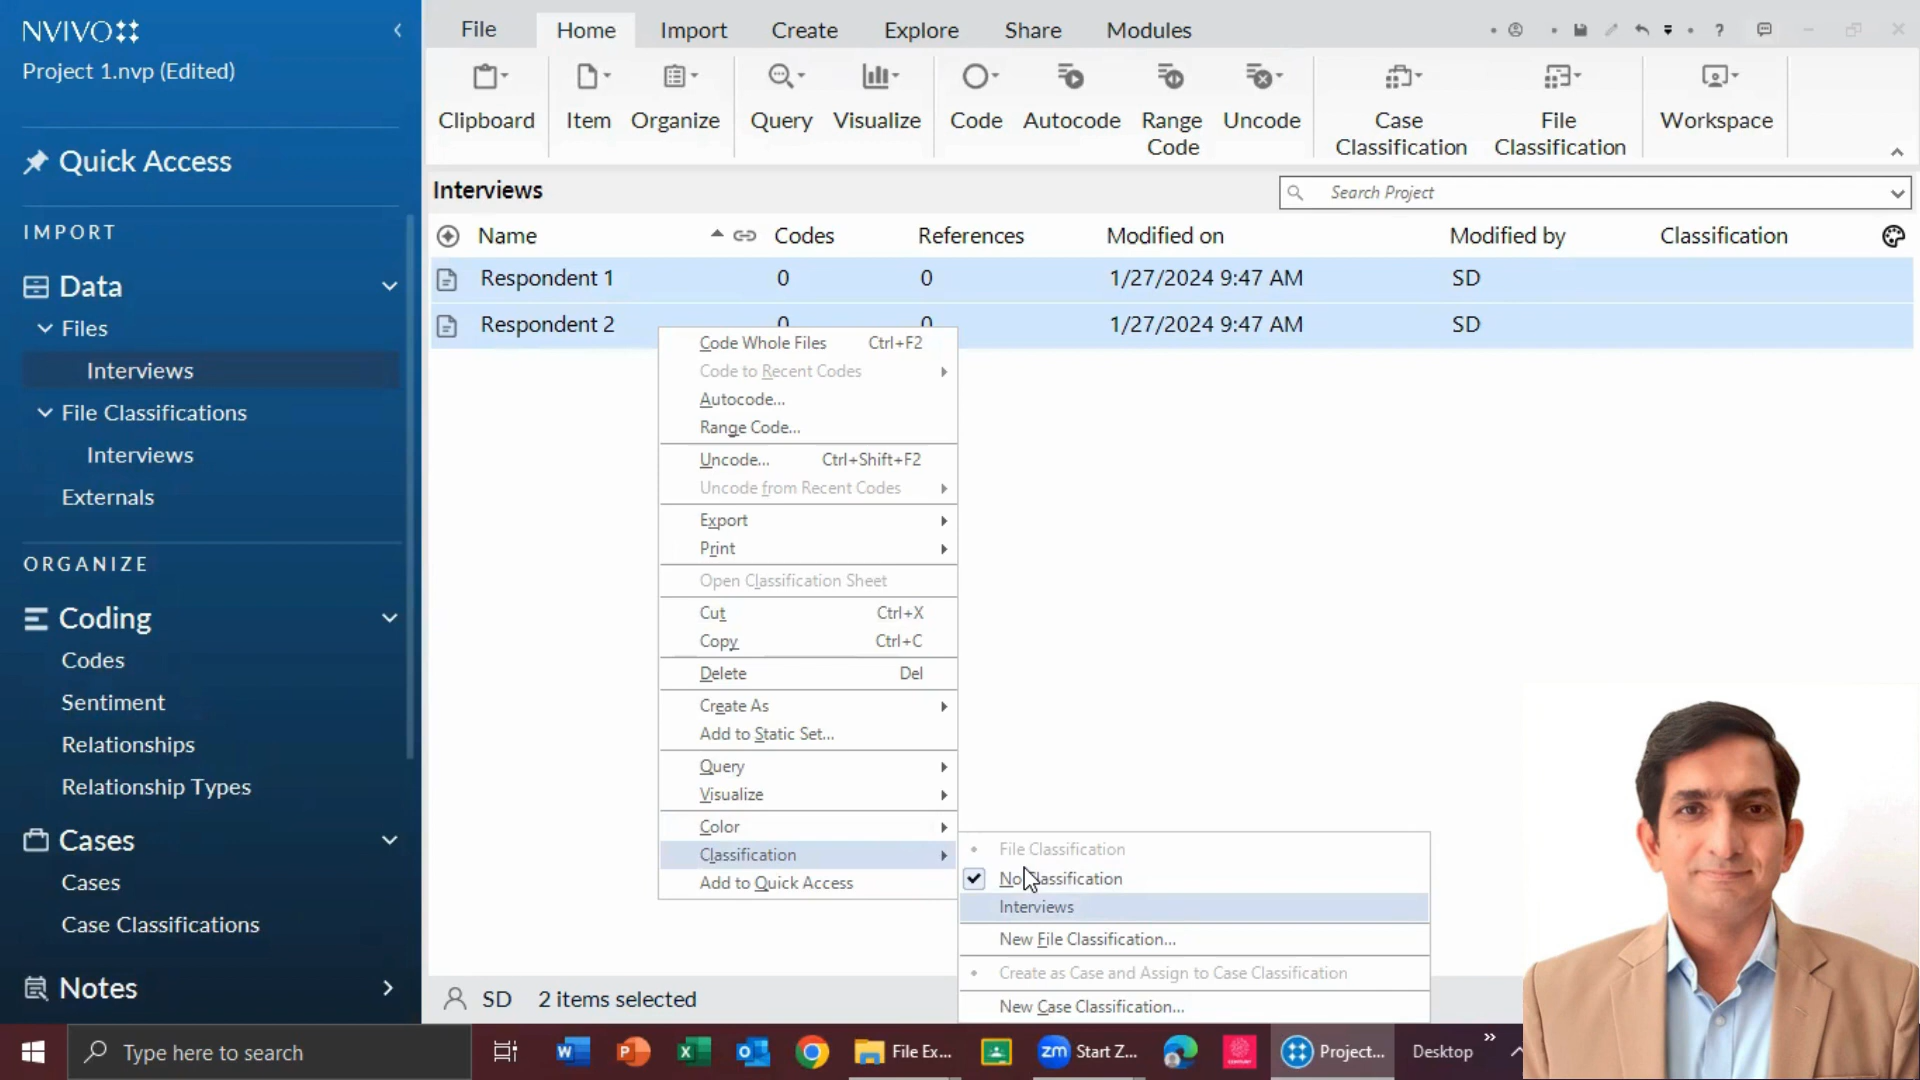 NVIVO
Project 1.nvp (Edited)
Quick Access
IMPORT
Data
Files
Interviews
File Classifications
Interviews
Externals
ORGANIZE
Coding
Codes
Sentiment
Relationships
Relationship Types
Cases
Cases
Case Classifications
Notes
File Home Import Create Explore Share Modules
Clipboard Item Organize Query Visualize Code Autocode Range Code Uncode Case Classification File Classification Workspace
Interviews
Search Project
Name Codes References Modified on Modified by Classification
Respondent 1 0 0 1/27/2024 9:47 AM SD
Respondent 2 0 0 1/27/2024 9:47 AM SD
Code Whole Files Ctrl+F2
Code to Recent Codes
Autocode...
Range Code...
Uncode... Ctrl+Shift+F2
Uncode from Recent Codes
Export
Print
Open Classification Sheet
Cut Ctrl+X
Copy Ctrl+C
Delete Del
Create As
Add to Static Set...
Query
Visualize
Color
Classification
Add to Quick Access
File Classification
No Classification
Interviews
New File Classification...
Create as Case and Assign to Case Classification
New Case Classification...
SD 2 items selected
Type here to search
File Ex... zm Start Z... Project... Desktop